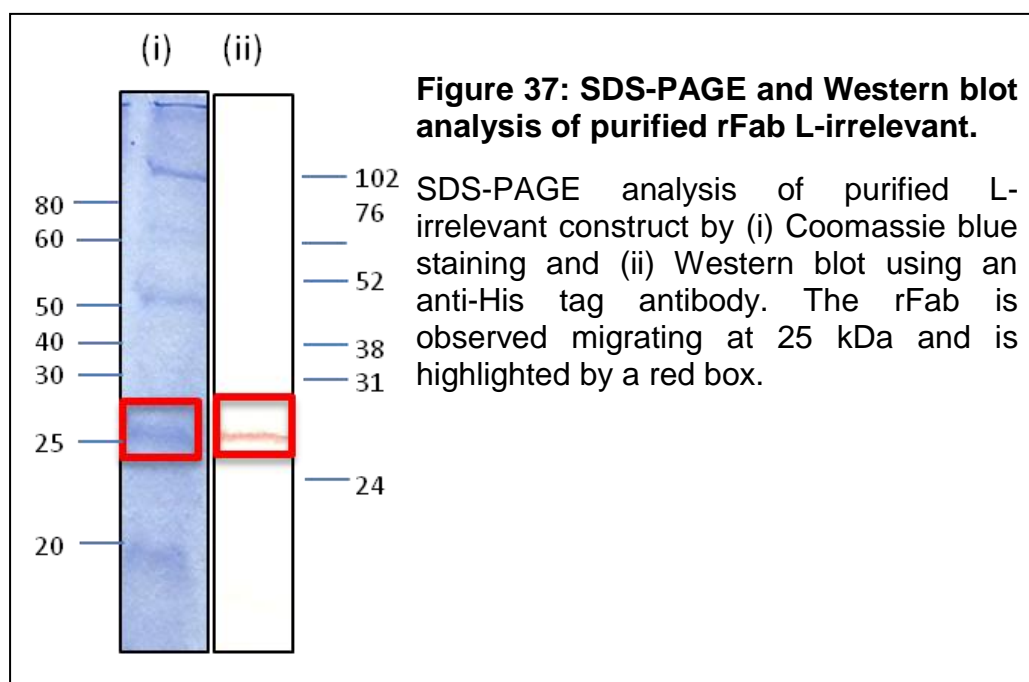 (i) (ii)
80
60
50
40
30
25
20
102
76
52
38
31
24
Figure 37: SDS-PAGE and Western blot
analysis of purified rFab L-irrelevant.
SDS-PAGE analysis of purified L-
irrelevant construct by (i) Coomassie blue
staining and (ii) Western blot using an
anti-His tag antibody. The rFab is
observed migrating at 25 kDa and is
highlighted by a red box.